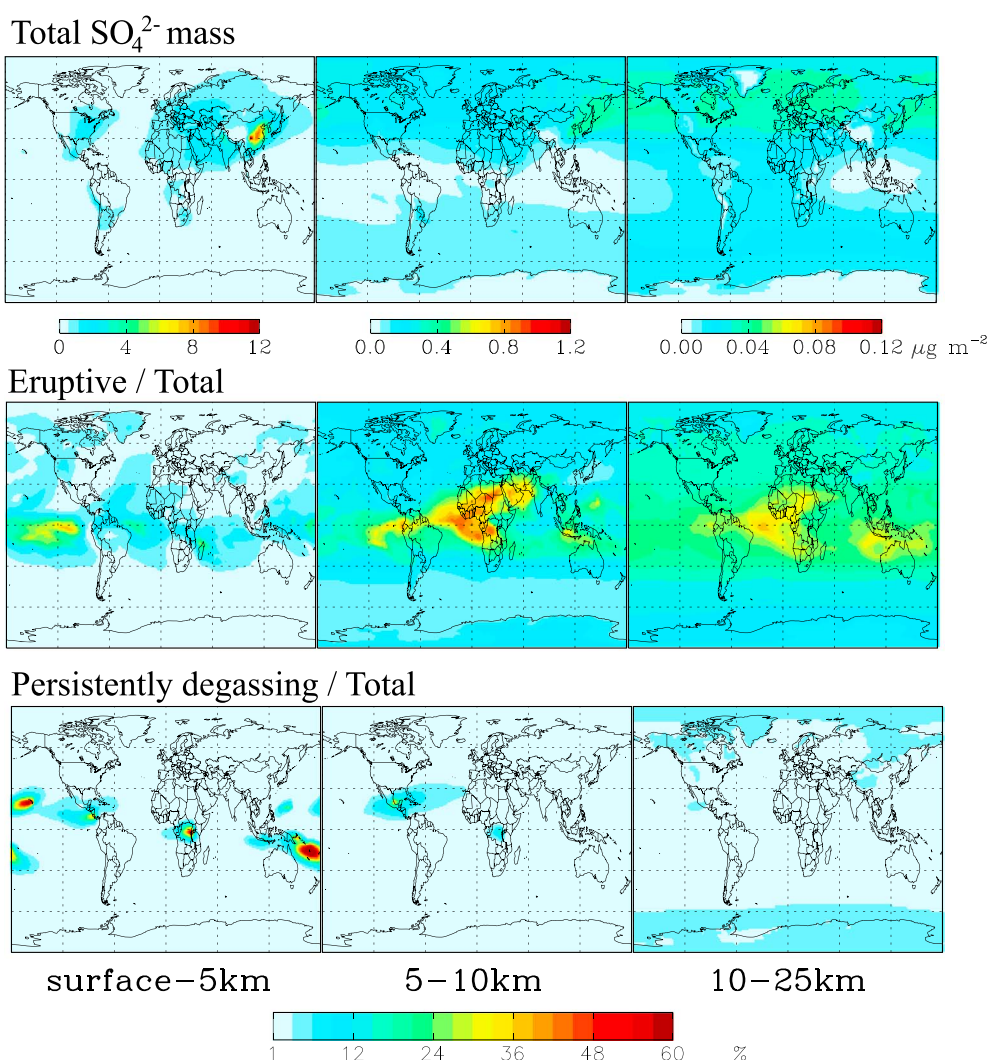 Total SO₄²⁻ mass
0 4 8 12 0.0 0.4 0.8 1.2 0.00 0.04 0.08 0.12 μg m⁻²
Eruptive / Total
Persistently degassing / Total
surface-5km 5-10km 10-25km
1 12 24 36 48 60 %